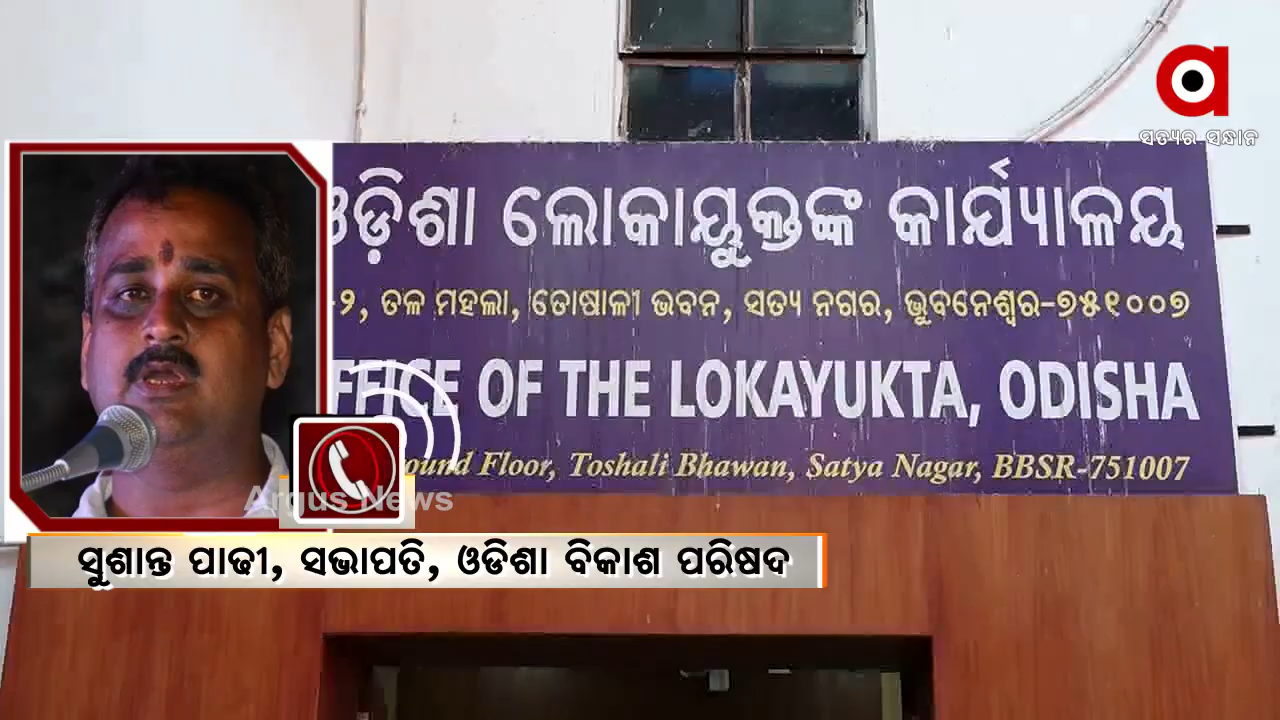 ସତ୍ୟର ସନ୍ଧାନ
ଓଡ଼ିଶା ଲୋକାୟୁକ୍ତଙ୍କ କାର୍ଯ୍ୟାଳୟ
-୨, ତଳ ମହଲା, ତୋଷାଳୀ ଭବନ, ସତ୍ୟ ନଗର, ଭୁବନେଶ୍ୱର-୭୫୧୦୦୭
FFICE OF THE LOKAYUKTA, ODISHA
ound Floor, Toshali Bhawan, Satya Nagar, BBSR-751007
Argus News
ସୁଶାନ୍ତ ପାଢୀ, ସଭାପତି, ଓଡିଶା ବିକାଶ ପରିଷଦ